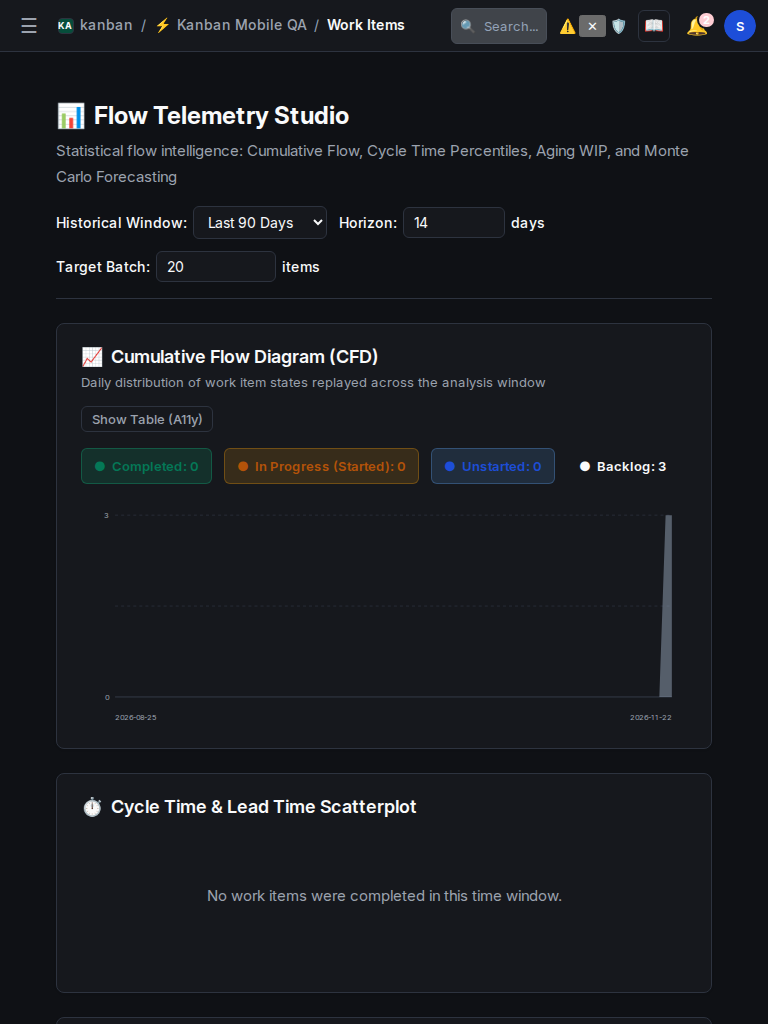 KA kanban / ⚡ Kanban Mobile QA / Work Items
Search...
2
S
Flow Telemetry Studio
Statistical flow intelligence: Cumulative Flow, Cycle Time Percentiles, Aging WIP, and Monte
Carlo Forecasting
Historical Window: Last 90 Days Horizon: 14 days
Target Batch: 20 items
Cumulative Flow Diagram (CFD)
Daily distribution of work item states replayed across the analysis window
Show Table (A11y)
Completed: 0 In Progress (Started): 0 Unstarted: 0 Backlog: 3
3
0
2026-08-25 2026-11-22
Cycle Time & Lead Time Scatterplot
No work items were completed in this time window.